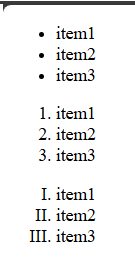 • item1
• item2
• item3
1. item1
2. item2
3. item3
I. item1
II. item2
III. item3